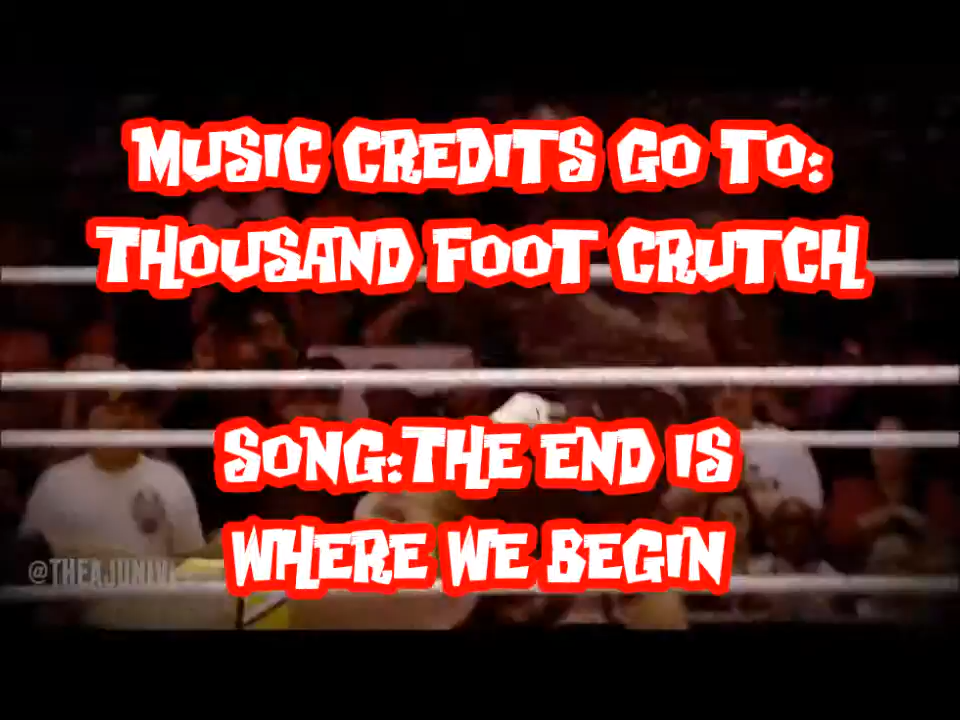 MUSIC CREDITS GO TO:
THOUSAND FOOT CRUTCH
SONG:THE END IS
WHERE WE BEGIN